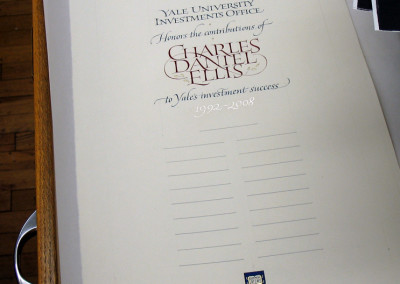 YALE UNIVERSITY
INVESTMENTS OFFICE
Honors the contributions of
CHARLES
DANIEL
ELLIS
to Yale's investment success
1992–2008